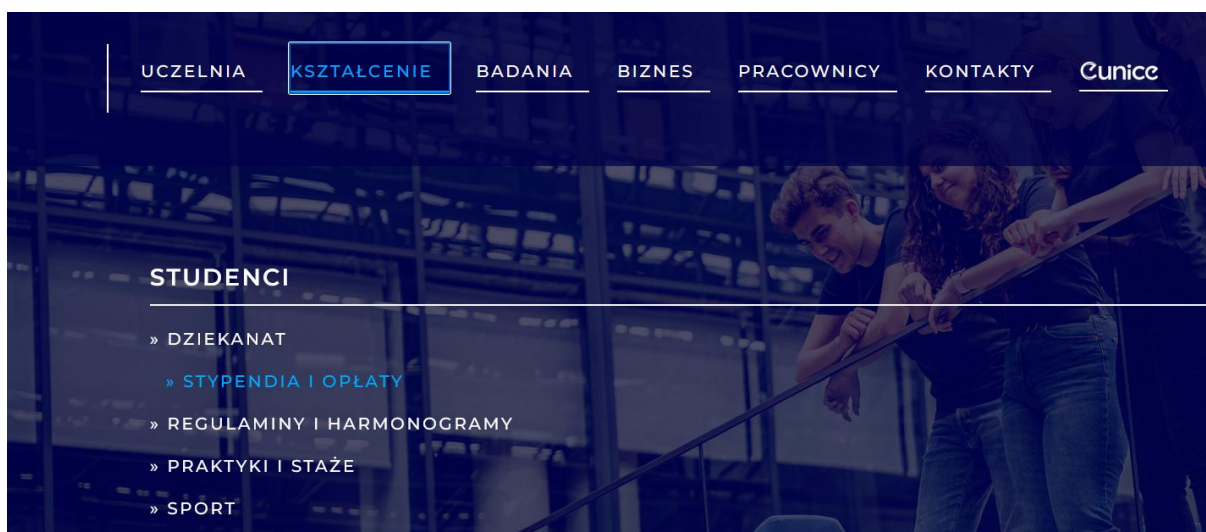 UCZELNIA KSZTAŁCENIE BADANIA BIZNES PRACOWNICY KONTAKTY eunice
STUDENCI
» DZIEKANAT
» STYPENDIA I OPŁATY
» REGULAMINY I HARMONOGRAMY
» PRAKTYKI I STAŻE
» SPORT